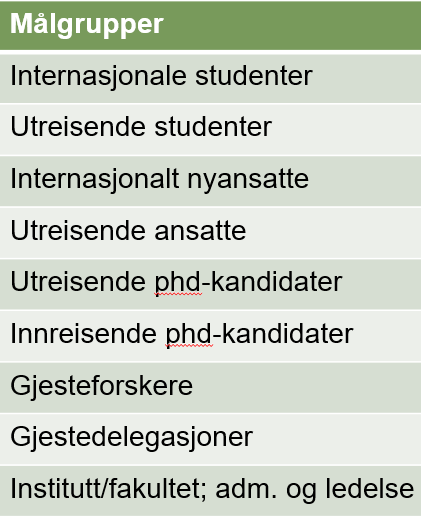 Målgrupper
Internasjonale studenter
Utreisende studenter
Internasjonalt nyansatte
Utreisende ansatte
Utreisende phd-kandidater
Innreisende phd-kandidater
Gjesteforskere
Gjestedelegasjoner
Institutt/fakultet; adm. og ledelse